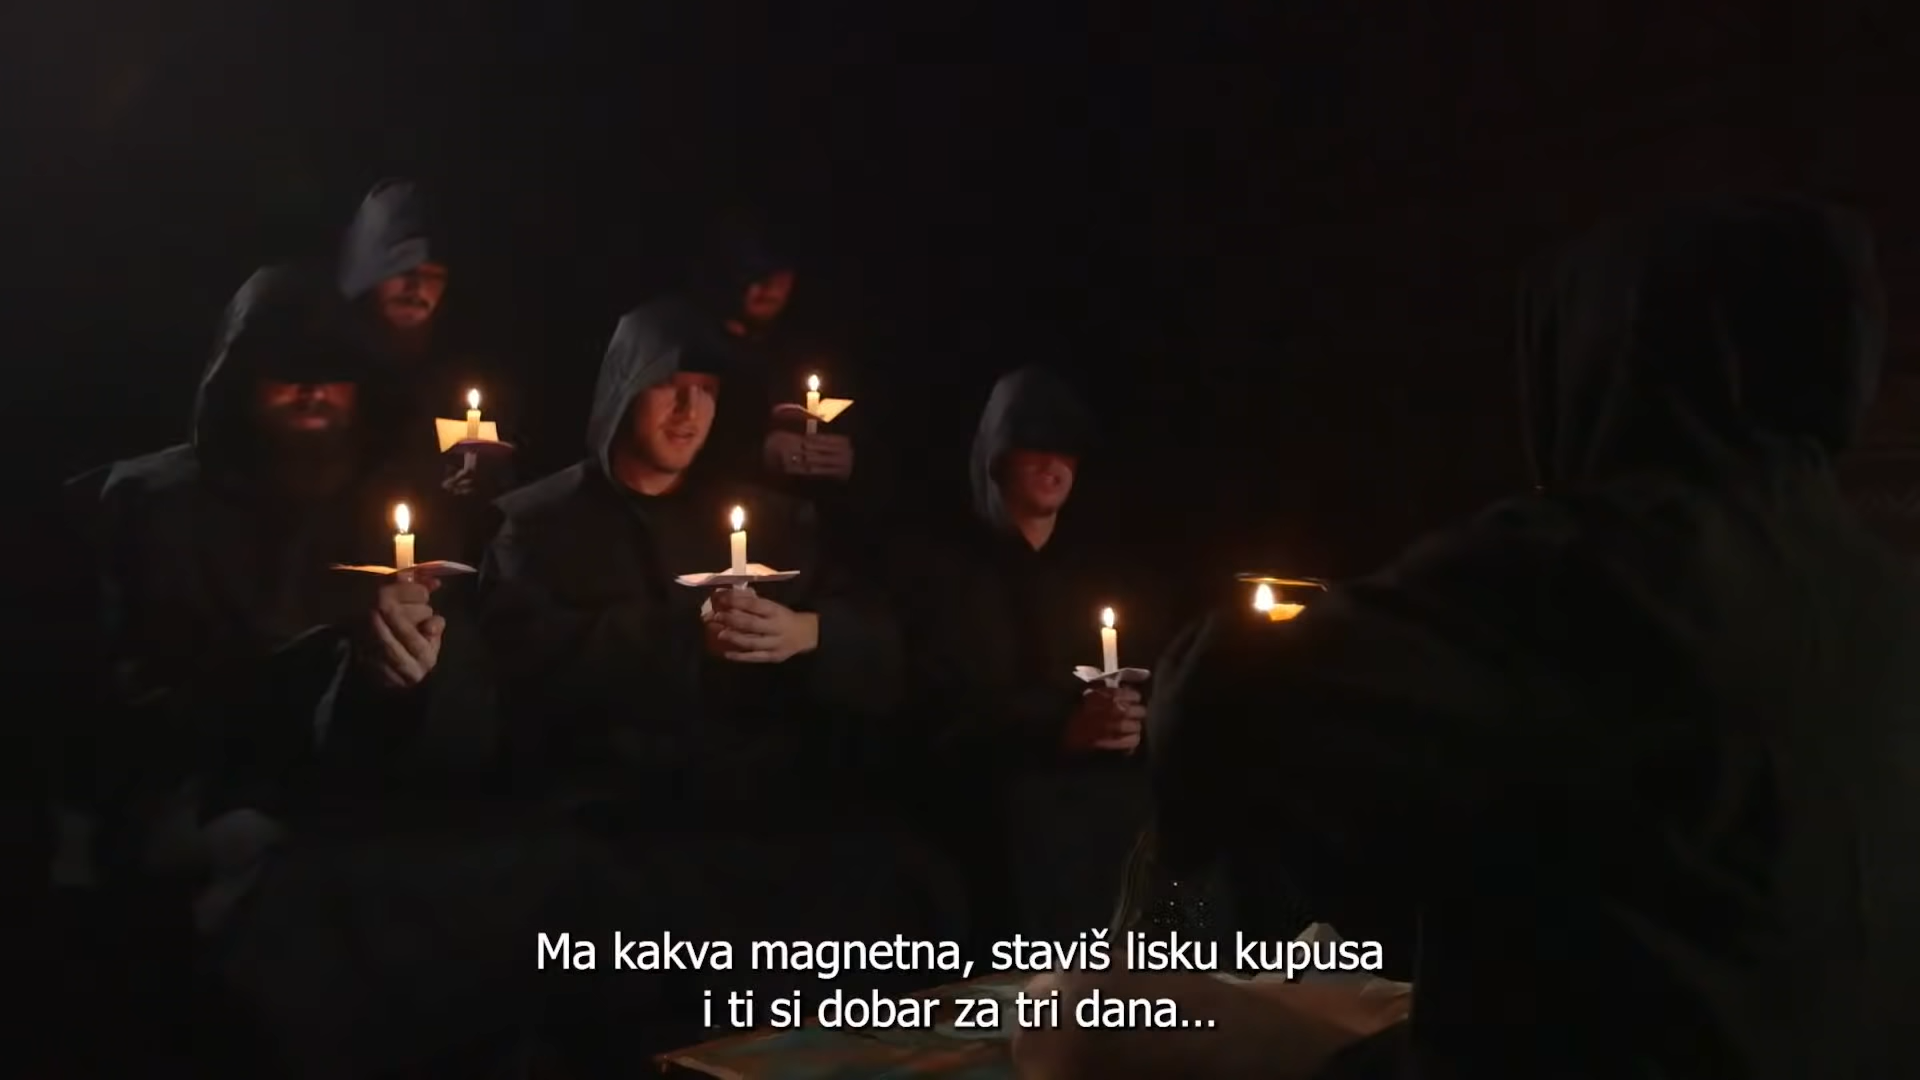 Ma kakva magnetna, staviš lisku kupusa
i ti si dobar za tri dana...